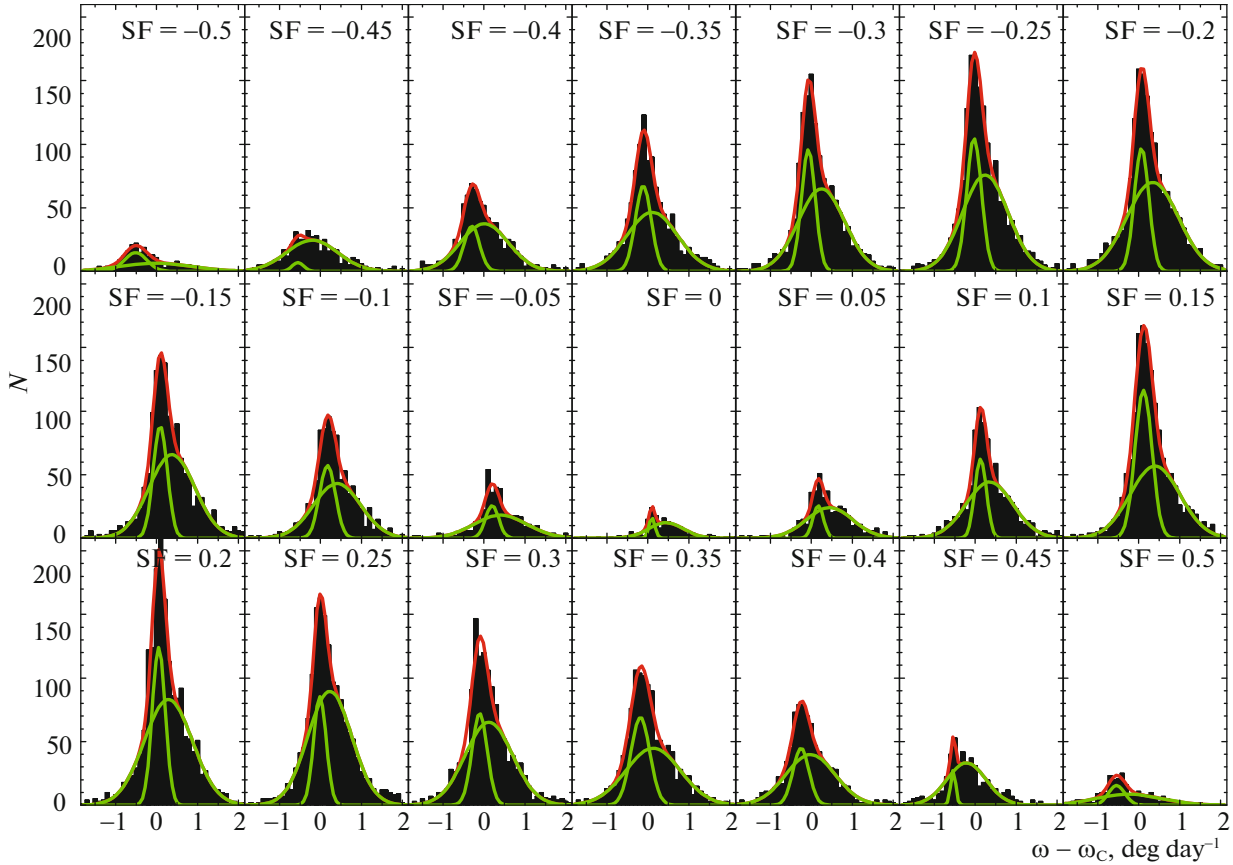 200 SF = −0.5 SF = −0.45 SF = −0.4 SF = −0.35 SF = −0.3 SF = −0.25 SF = −0.2
150
100
50
0
200 SF = −0.15 SF = −0.1 SF = −0.05 SF = 0 SF = 0.05 SF = 0.1 SF = 0.15
150
N
100
50
0
200 SF = 0.2 SF = 0.25 SF = 0.3 SF = 0.35 SF = 0.4 SF = 0.45 SF = 0.5
150
100
50
0
−1 0 1 2 −1 0 1 2 −1 0 1 2 −1 0 1 2 −1 0 1 2 −1 0 1 2 −1 0 1 2
ω − ωC, deg day⁻¹